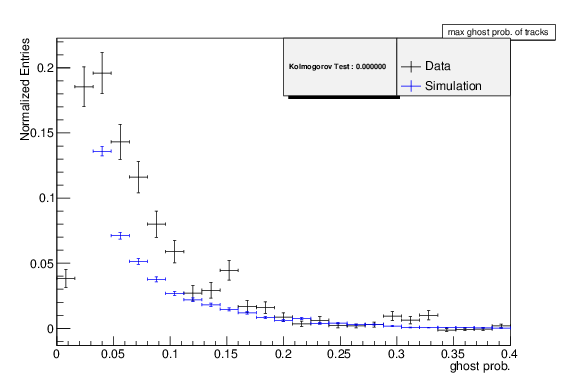 max ghost prob. of tracks
Normalized Entries
Kolmogorov Test : 0.000000
Data
Simulation
0.2
0.15
0.1
0.05
0
0 0.05 0.1 0.15 0.2 0.25 0.3 0.35 0.4
ghost prob.